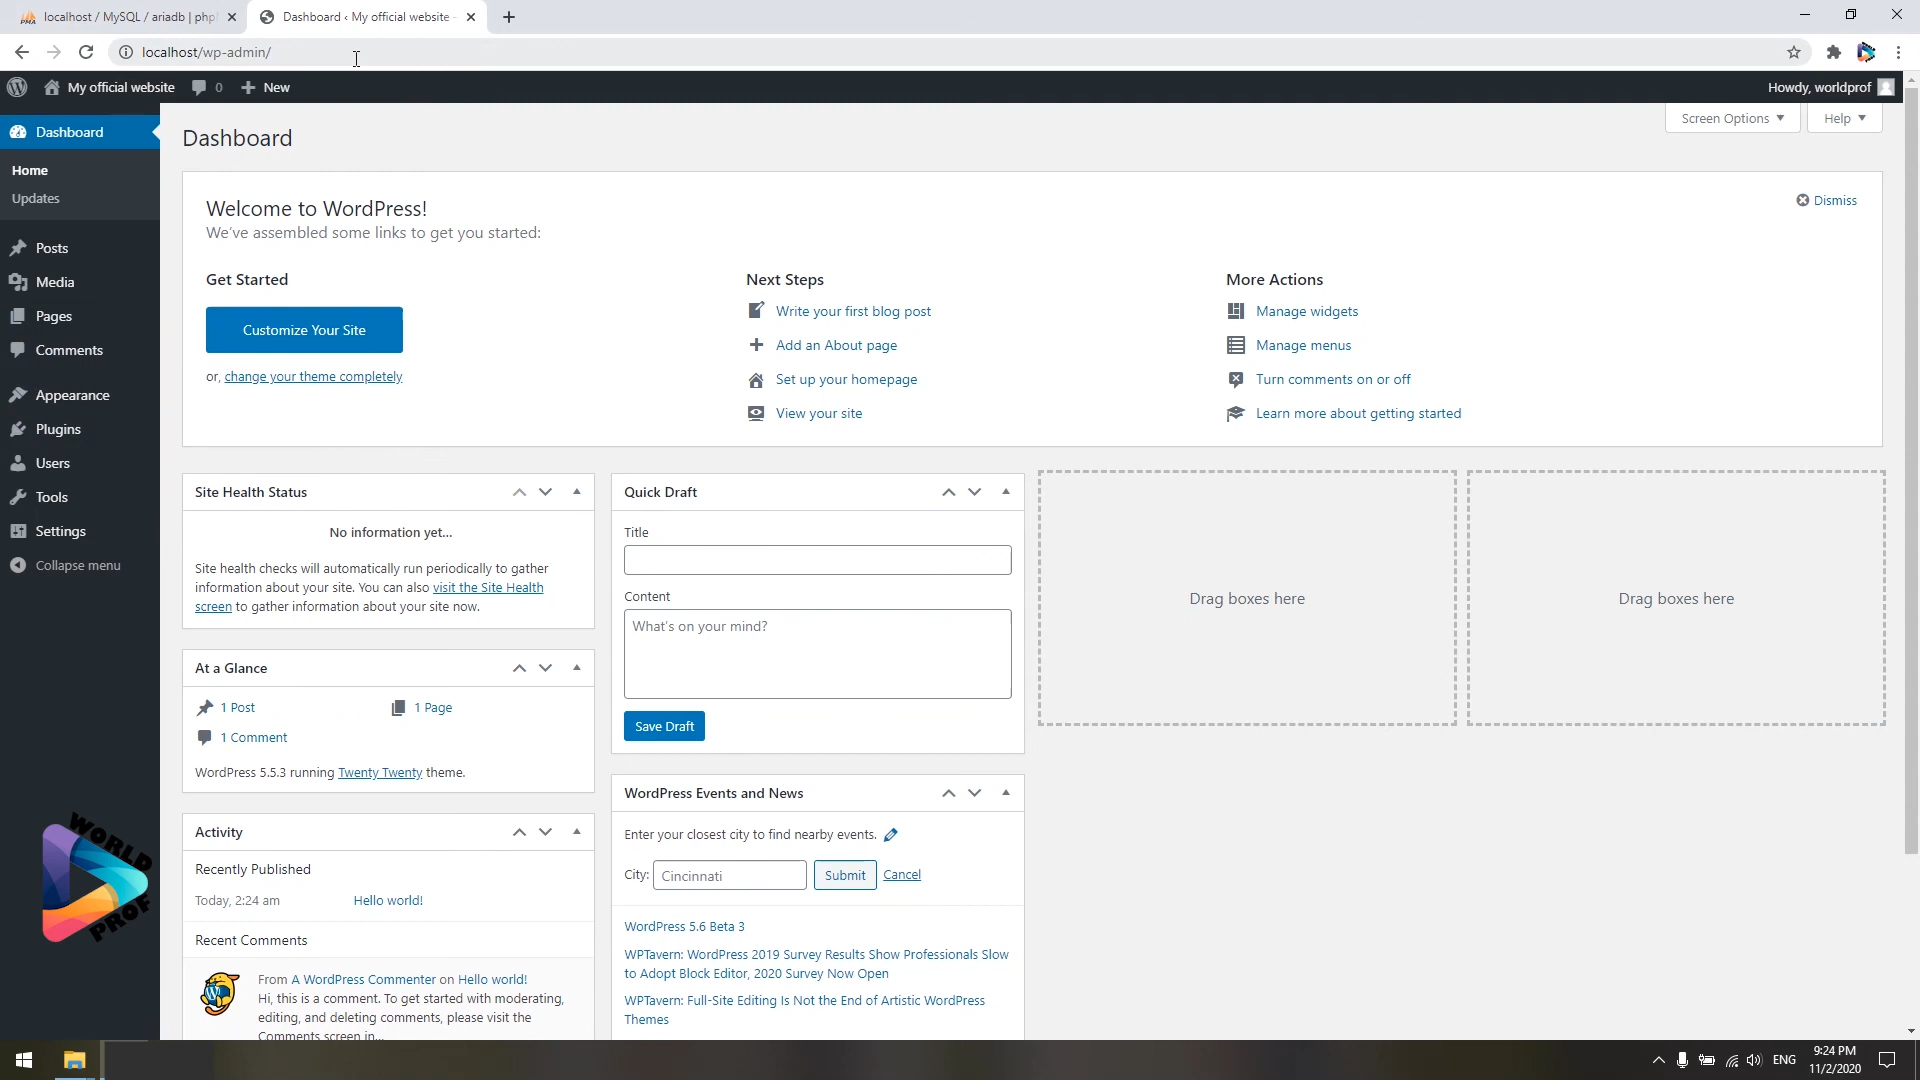 localhost / MySQL / ariadb | php
Dashboard ‹ My official website -
localhost/wp-admin/
My official website
0
New
Howdy, worldprof
Dashboard
Home
Updates
Posts
Media
Pages
Comments
Appearance
Plugins
Users
Tools
Settings
Collapse menu
WORLD
PROF
Dashboard
Screen Options
Help
Welcome to WordPress!
We've assembled some links to get you started:
Dismiss
Get Started
Customize Your Site
or, change your theme completely
Next Steps
Write your first blog post
Add an About page
Set up your homepage
View your site
More Actions
Manage widgets
Manage menus
Turn comments on or off
Learn more about getting started
Site Health Status
No information yet...
Site health checks will automatically run periodically to gather
information about your site. You can also visit the Site Health
screen to gather information about your site now.
At a Glance
1 Post
1 Page
1 Comment
WordPress 5.5.3 running Twenty Twenty theme.
Activity
Recently Published
Today, 2:24 am
Hello world!
Recent Comments
From A WordPress Commenter on Hello world!
Hi, this is a comment. To get started with moderating,
editing, and deleting comments, please visit the
Comments screen in...
Quick Draft
Title
Content
What's on your mind?
Save Draft
WordPress Events and News
Enter your closest city to find nearby events.
City:
Cincinnati
Submit
Cancel
WordPress 5.6 Beta 3
WPTavern: WordPress 2019 Survey Results Show Professionals Slow
to Adopt Block Editor, 2020 Survey Now Open
WPTavern: Full-Site Editing Is Not the End of Artistic WordPress
Themes
Drag boxes here
Drag boxes here
ENG
9:24 PM
11/2/2020